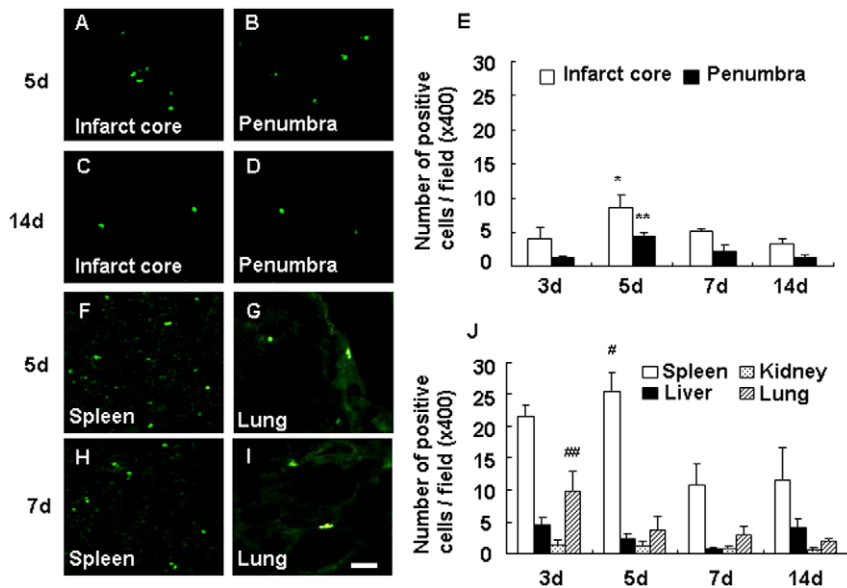 A
B
5d
Infarct core
Penumbra
C
D
14d
Infarct core
Penumbra
F
G
5d
Spleen
Lung
H
I
7d
Spleen
Lung
E
Number of positive
cells / field (x400)
30
25
20
15
10
5
0
Infarct core
Penumbra
*
**
3d
5d
7d
14d
J
Number of positive
cells / field (x400)
30
25
20
15
10
5
0
Spleen
Kidney
Liver
Lung
#
##
3d
5d
7d
14d